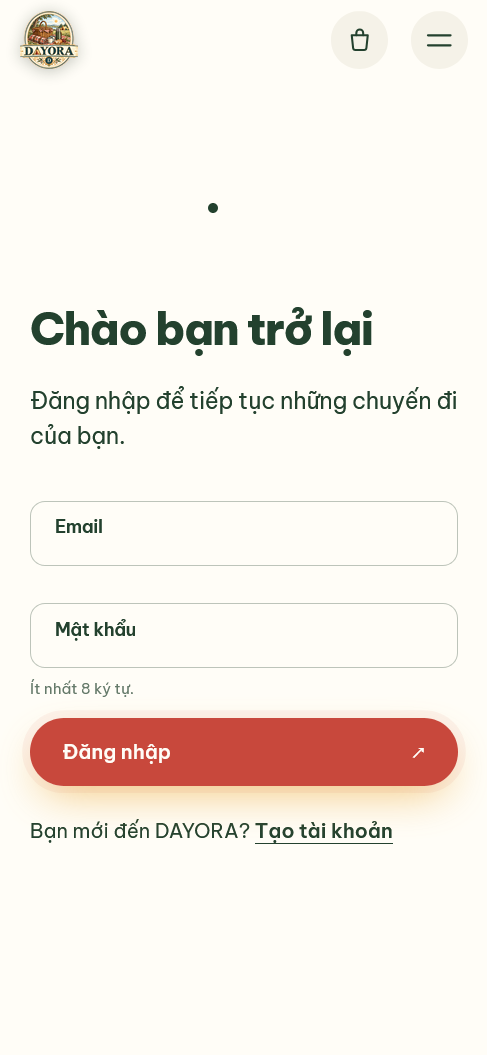 DAYORA
Chào bạn trở lại
Đăng nhập để tiếp tục những chuyến đi
của bạn.
Email
Mật khẩu
Ít nhất 8 ký tự.
Đăng nhập ↗
Bạn mới đến DAYORA? Tạo tài khoản